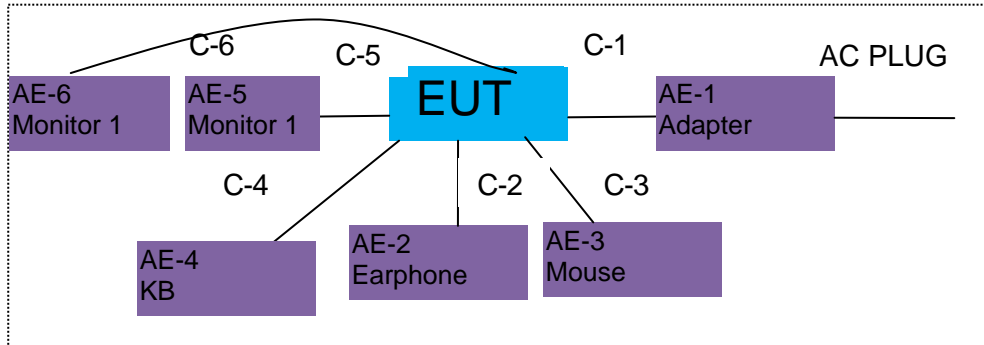 C-6
C-5
C-1
AC PLUG
AE-6
Monitor 1
AE-5
Monitor 1
EUT
AE-1
Adapter
C-4
C-2
C-3
AE-4
KB
AE-2
Earphone
AE-3
Mouse